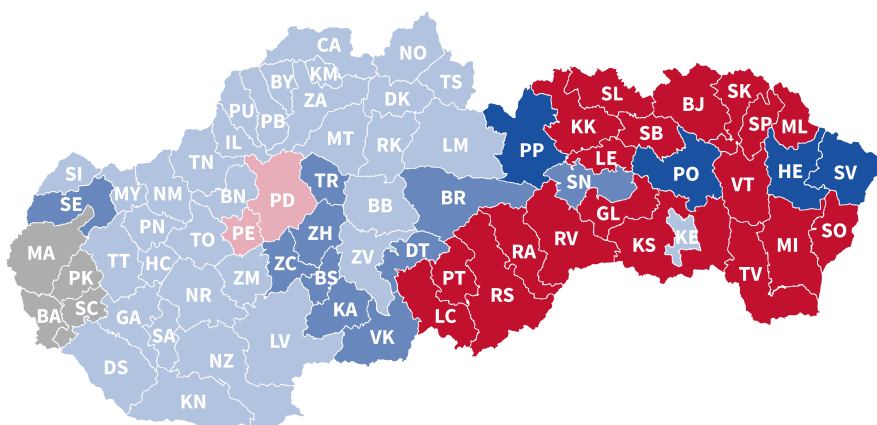 CA
NO
BY
KM
TS
ZA
DK
SL
SK
PU
PB
BJ
KK
SP
ML
IL
MT
RK
LM
SB
PP
LE
TN
SI
TR
SN
PO
HE
SV
VT
MY
NM
BN
PD
BR
SE
BB
GL
PN
TO
PE
ZH
RV
KS
KE
SO
MA
TT
HC
ZC
ZV
DT
RA
MI
PK
ZM
BS
PT
TV
NR
RS
BA
SC
GA
KA
LC
SA
LV
VK
DS
NZ
KN